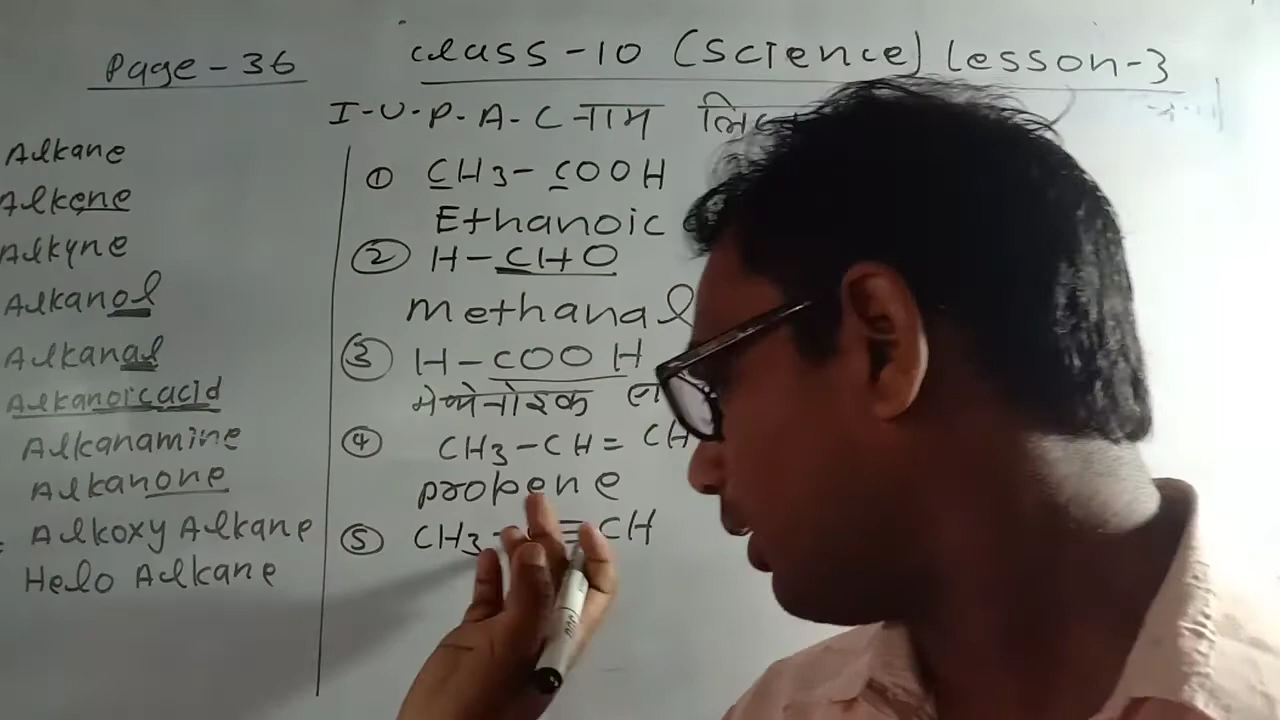 Page-36
class-10 (Science) lesson-3
I-U-P-A-C नाम
Alkane
Alkene
Alkyne
Alkanol
Alkanal
Alkanoic acid
Alkanamine
Alkanone
Alkoxy Alkane
Helo Alkane
① CH3-COOH
Ethanoic
② H-CHO
methanal
③ H-COOH
मेथेनोइक
④ CH3-CH=CH
propene
⑤ CH3- ≡CH